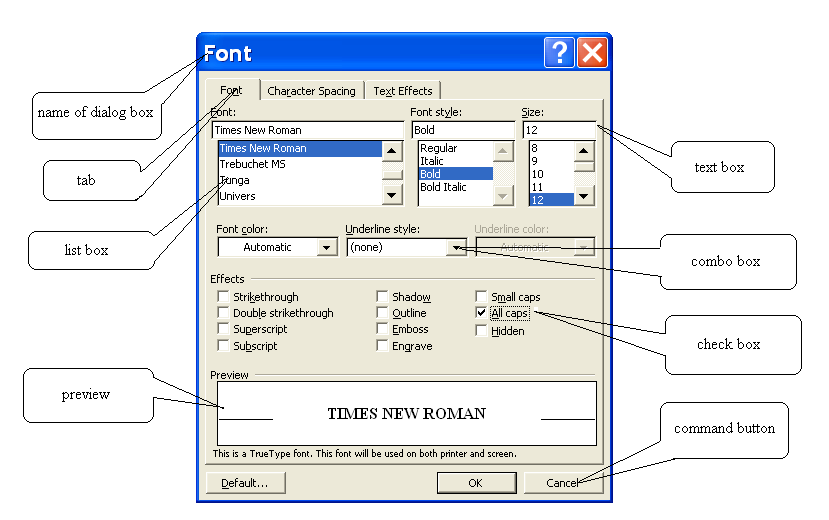 Font
?
name of dialog box
Font Character Spacing Text Effects
Font: Font style: Size:
Times New Roman Bold 12
Times New Roman Regular 8
Trebuchet MS Italic 9
Tunga Bold 10
Univers Bold Italic 11
12
text box
tab
list box
Font color: Underline style: Underline color:
Automatic (none) Automatic
combo box
Effects
Strikethrough Shadow Small caps
Double strikethrough Outline All caps
Superscript Emboss Hidden
Subscript Engrave
check box
Preview
preview
TIMES NEW ROMAN
command button
This is a TrueType font. This font will be used on both printer and screen.
Default... OK Cancel